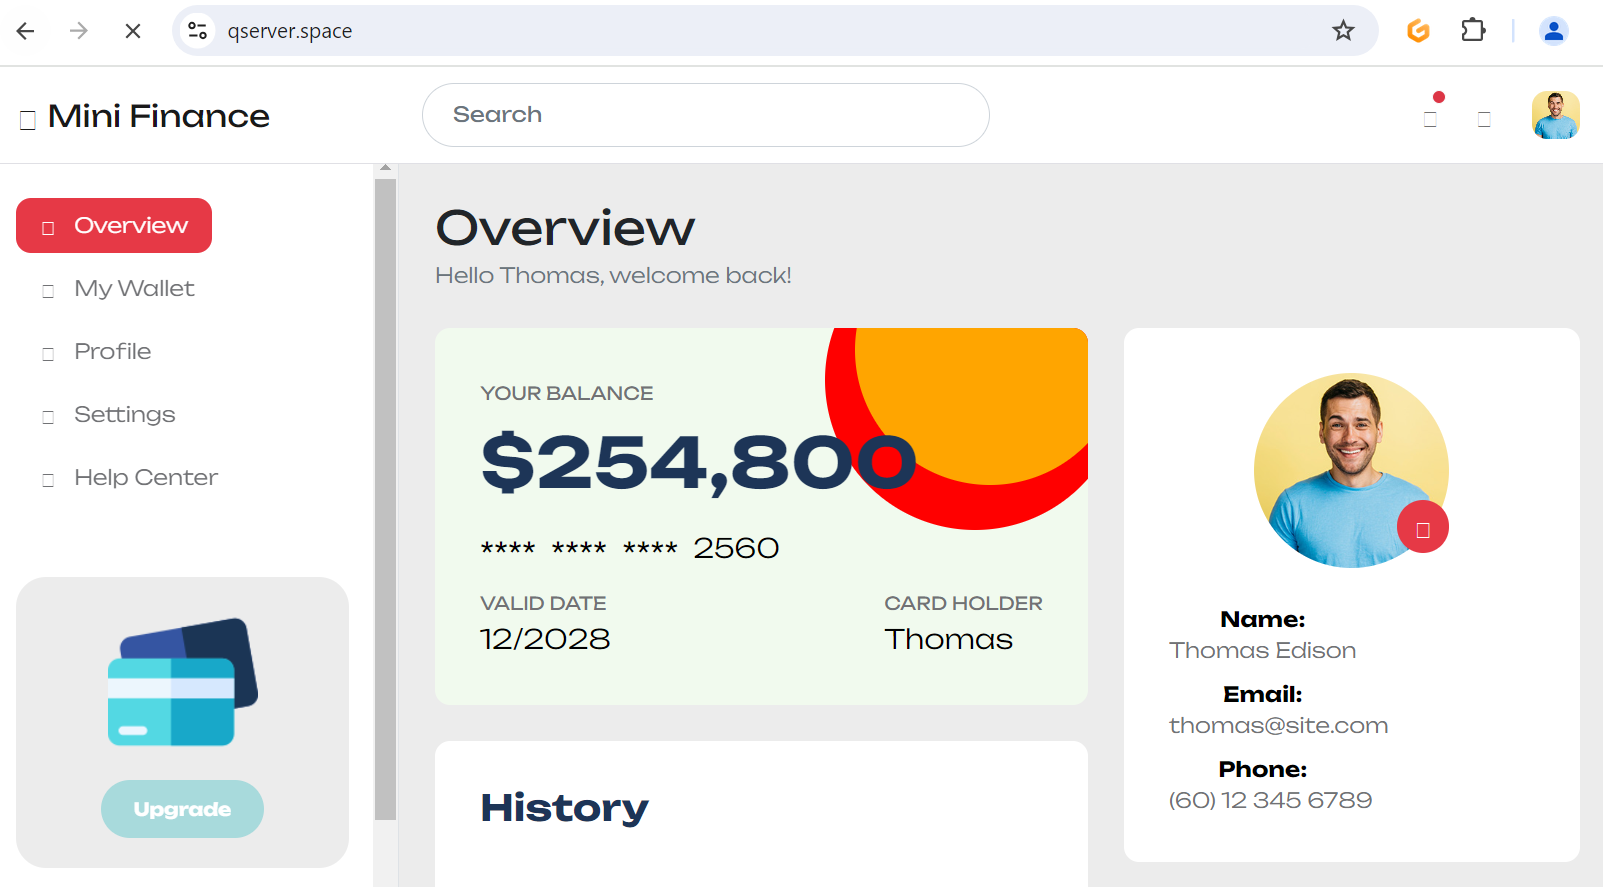 qserver.space
Mini Finance
Search
Overview
My Wallet
Profile
Settings
Help Center
Upgrade
Overview
Hello Thomas, welcome back!
YOUR BALANCE
$254,800
**** **** **** 2560
VALID DATE
12/2028
CARD HOLDER
Thomas
History
Name:
Thomas Edison
Email:
thomas@site.com
Phone:
(60) 12 345 6789